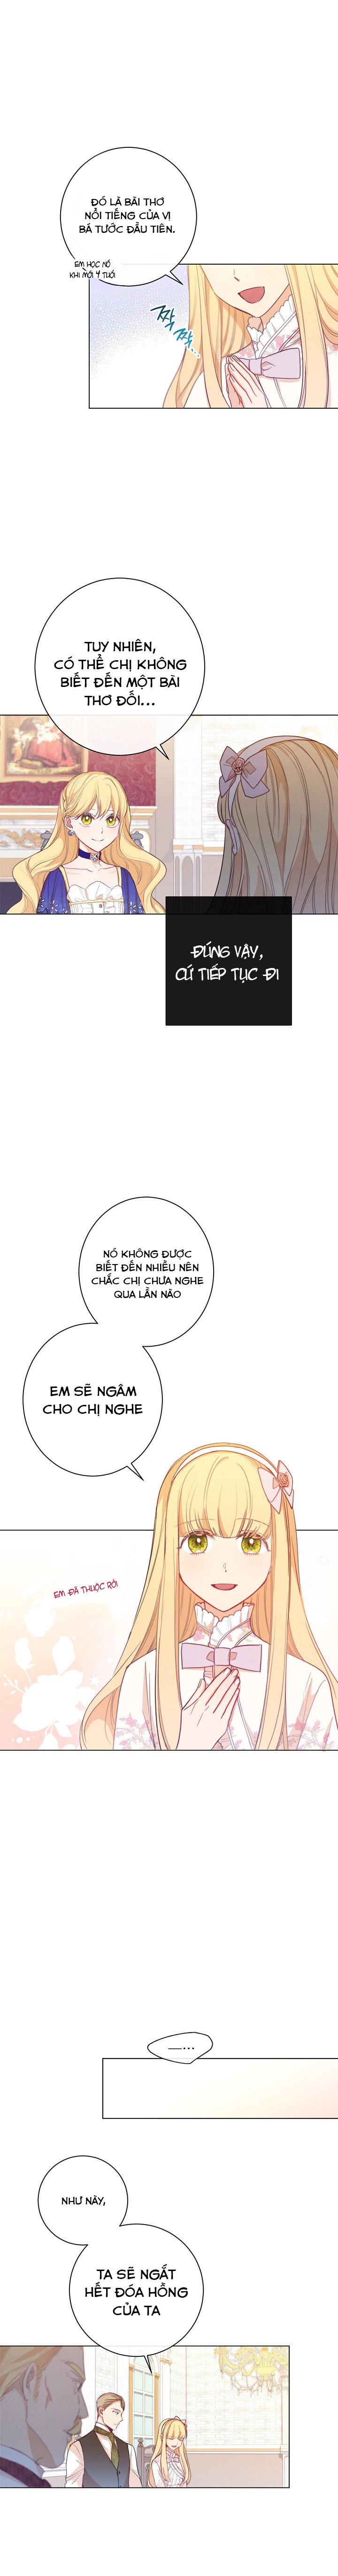 ĐÓ LÀ BÀI THƠ
NỔI TIẾNG CỦA VỊ
BÁ TƯỚC ĐẦU TIÊN.
EM HỌC NÓ
KHI MỚI 4 TUỔI
짝
짝...
TUY NHIÊN,
CÓ THỂ CHỊ KHÔNG
BIẾT ĐẾN MỘT BÀI
THƠ ĐỐI...
ĐÚNG VẬY,
CỨ TIẾP TỤC ĐI
NÓ KHÔNG ĐƯỢC
BIẾT ĐẾN NHIỀU NÊN
CHẮC CHỊ CHƯA NGHE
QUA LẦN NÀO
EM SẼ NGÂM
CHO CHỊ NGHE
EM ĐÃ THUỘC RỒI
—...
NHƯ NÀY,
TA SẼ NGẮT
HẾT ĐÓA HỒNG
CỦA TA